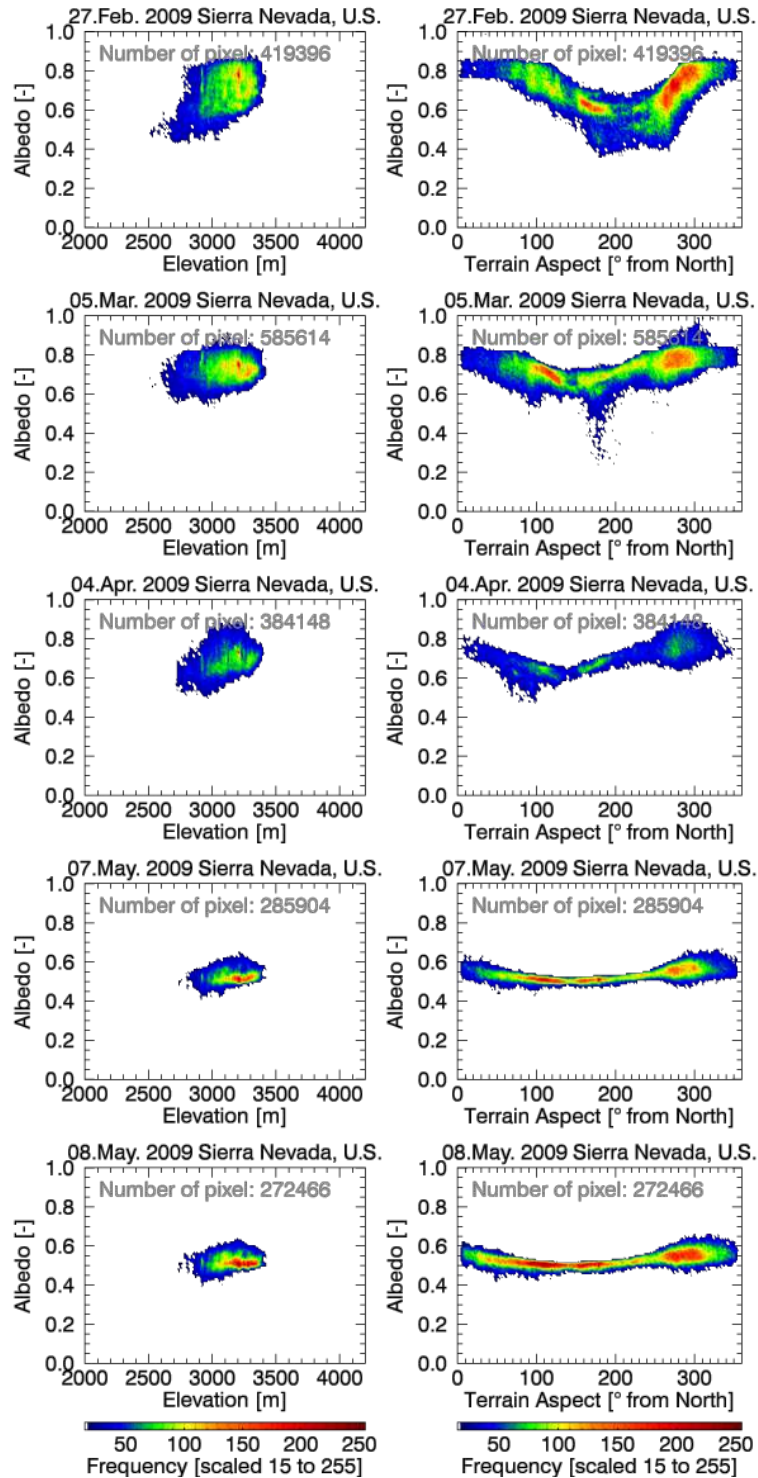 27.Feb. 2009 Sierra Nevada, U.S.
Number of pixel: 419396
1.0
0.8
0.6
0.4
0.2
0.0
Albedo [-]
2000 2500 3000 3500 4000
Elevation [m]
27.Feb. 2009 Sierra Nevada, U.S.
Number of pixel: 419396
1.0
0.8
0.6
0.4
0.2
0.0
Albedo [-]
0 100 200 300
Terrain Aspect [° from North]
05.Mar. 2009 Sierra Nevada, U.S.
Number of pixel: 585614
1.0
0.8
0.6
0.4
0.2
0.0
Albedo [-]
2000 2500 3000 3500 4000
Elevation [m]
05.Mar. 2009 Sierra Nevada, U.S.
Number of pixel: 585614
1.0
0.8
0.6
0.4
0.2
0.0
Albedo [-]
0 100 200 300
Terrain Aspect [° from North]
04.Apr. 2009 Sierra Nevada, U.S.
Number of pixel: 384148
1.0
0.8
0.6
0.4
0.2
0.0
Albedo [-]
2000 2500 3000 3500 4000
Elevation [m]
04.Apr. 2009 Sierra Nevada, U.S.
Number of pixel: 384148
1.0
0.8
0.6
0.4
0.2
0.0
Albedo [-]
0 100 200 300
Terrain Aspect [° from North]
07.May. 2009 Sierra Nevada, U.S.
Number of pixel: 285904
1.0
0.8
0.6
0.4
0.2
0.0
Albedo [-]
2000 2500 3000 3500 4000
Elevation [m]
07.May. 2009 Sierra Nevada, U.S.
Number of pixel: 285904
1.0
0.8
0.6
0.4
0.2
0.0
Albedo [-]
0 100 200 300
Terrain Aspect [° from North]
08.May. 2009 Sierra Nevada, U.S.
Number of pixel: 272466
1.0
0.8
0.6
0.4
0.2
0.0
Albedo [-]
2000 2500 3000 3500 4000
Elevation [m]
08.May. 2009 Sierra Nevada, U.S.
Number of pixel: 272466
1.0
0.8
0.6
0.4
0.2
0.0
Albedo [-]
0 100 200 300
Terrain Aspect [° from North]
50 100 150 200 250
Frequency [scaled 15 to 255]
50 100 150 200 250
Frequency [scaled 15 to 255]